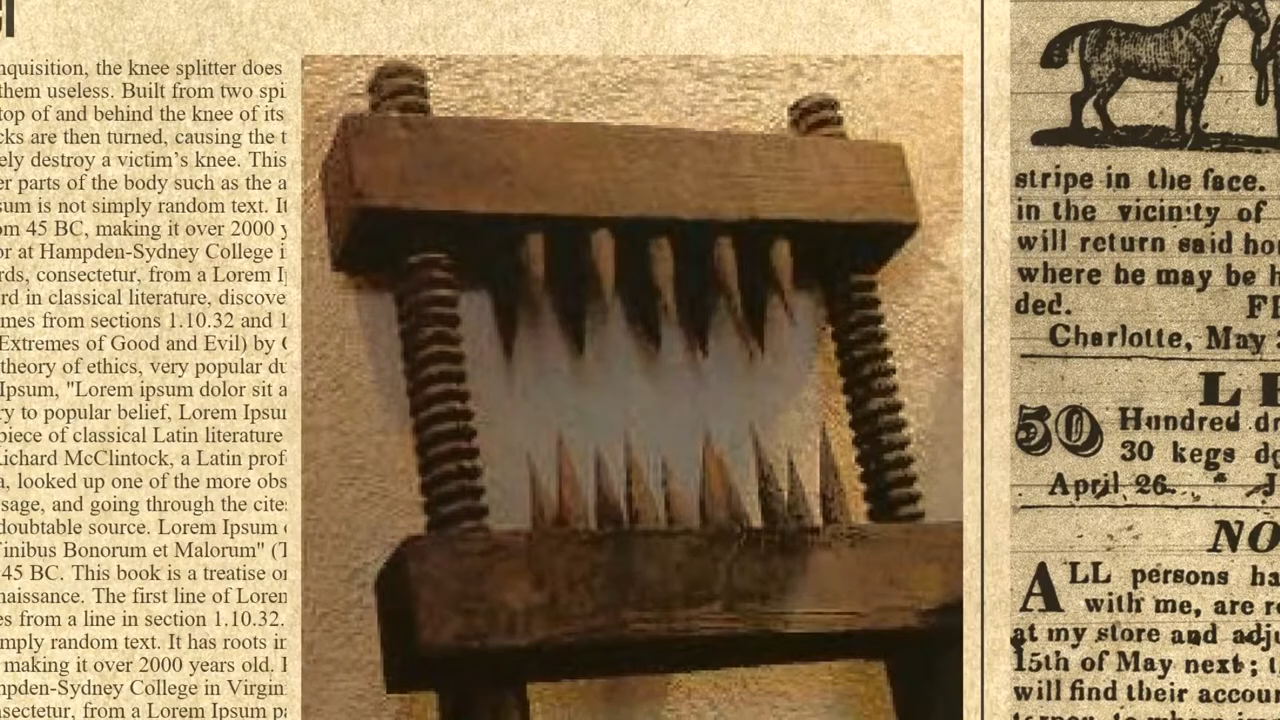 nquisition, the knee splitter does
them useless. Built from two spi
top of and behind the knee of its
cks are then turned, causing the t
ely destroy a victim's knee. This
er parts of the body such as the a
sum is not simply random text. It
om 45 BC, making it over 2000 y
or at Hampden-Sydney College i
rds, consectetur, from a Lorem I
rd in classical literature, discove
mes from sections 1.10.32 and 1
Extremes of Good and Evil) by
theory of ethics, very popular du
Ipsum, "Lorem ipsum dolor sit a
ry to popular belief, Lorem Ipsu
piece of classical Latin literature
Richard McClintock, a Latin prof
a, looked up one of the more obs
sage, and going through the cites
doubtable source. Lorem Ipsum
Finibus Bonorum et Malorum" (T
45 BC. This book is a treatise on
naissance. The first line of Loren
es from a line in section 1.10.32.
mply random text. It has roots in
making it over 2000 years old.
mpden-Sydney College in Virgin
nsectetur, from a Lorem Ipsum pa
stripe in the face.
in the vicinity of
will return said ho
where he may be h
ded. F
Charlotte, May
L
50 Hundred dr
30 kegs do
April 26. J
NO
ALL persons ha
with me, are re
at my store and adj
15th of May next; t
will find their accou